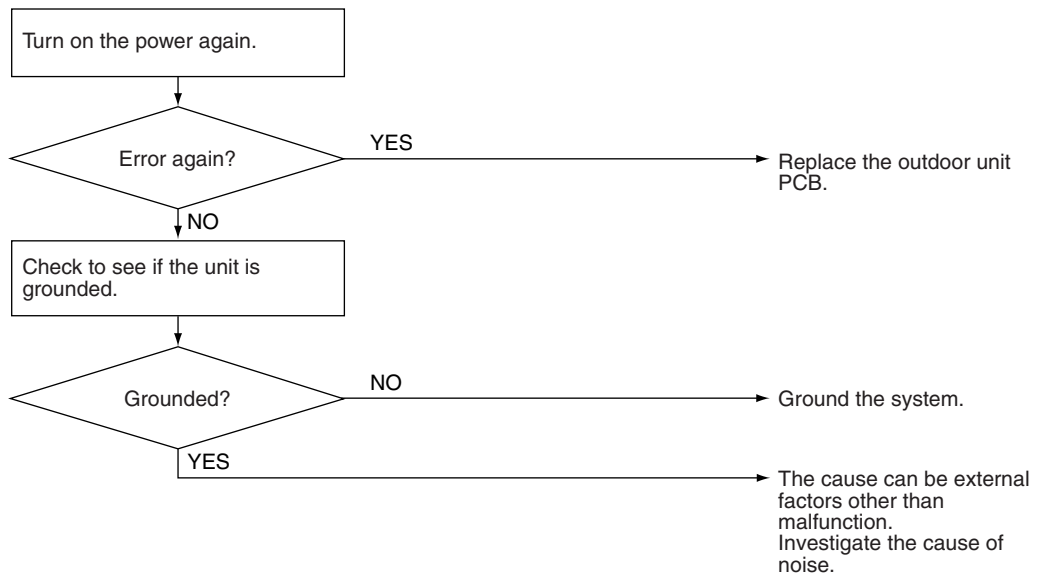 Turn on the power again.
Error again?
YES
Replace the outdoor unit
PCB.
NO
Check to see if the unit is
grounded.
Grounded?
NO
Ground the system.
YES
The cause can be external
factors other than
malfunction.
Investigate the cause of
noise.